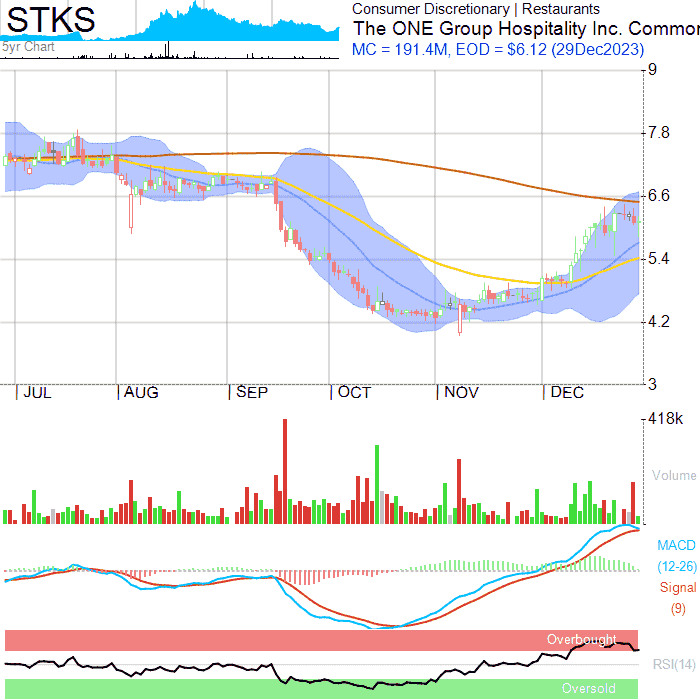 STKS
5yr Chart
Consumer Discretionary | Restaurants
The ONE Group Hospitality Inc. Common
MC = 191.4M, EOD = $6.12 (29Dec2023)
9
7.8
6.6
5.4
4.2
3
| JUL | AUG | SEP | OCT | NOV | DEC
418k
Volume
MACD
(12-26)
Signal
(9)
Overbought
RSI(14)
Oversold